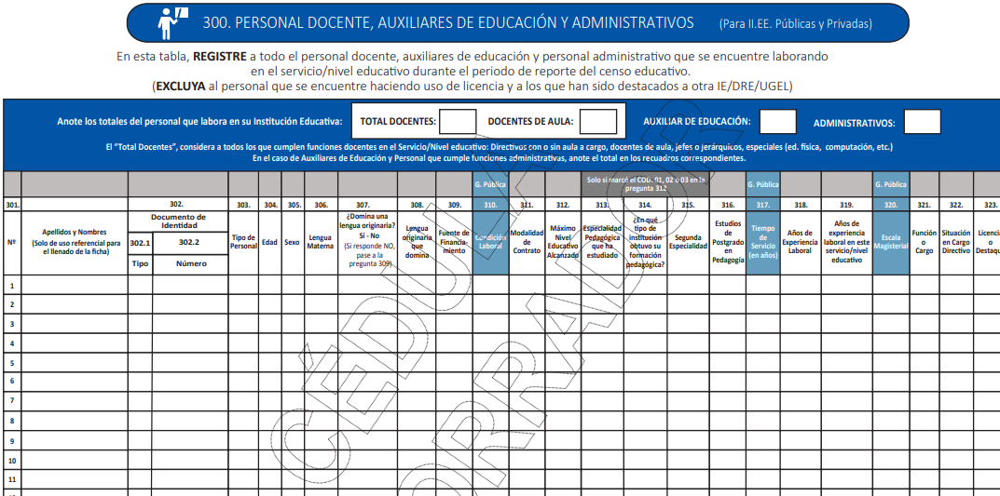 300. PERSONAL DOCENTE, AUXILIARES DE EDUCACIÓN Y ADMINISTRATIVOS (Para II.EE. Públicas y Privadas)
En esta tabla, REGISTRE a todo el personal docente, auxiliares de educación y personal administrativo que se encuentre laborando
en el servicio/nivel educativo durante el periodo de reporte del censo educativo.
(EXCLUYA al personal que se encuentre haciendo uso de licencia y a los que han sido destacados a otra IE/DRE/UGEL)
Anote los totales del personal que labora en su Institución Educativa: TOTAL DOCENTES: DOCENTES DE AULA: AUXILIAR DE EDUCACIÓN: ADMINISTRATIVOS:
El "Total Docentes", considera a todos los que cumplen funciones docentes en el Servicio/Nivel educativo: Directivos con o sin aula a cargo, docentes de aula, jefes o jerárquicos, especiales (ed. física, computación, etc.)
En el caso de Auxiliares de Educación y Personal que cumple funciones administrativas, anote el total en los recuadros correspondientes.
G. Pública
Solo si marcó el COD. 01, 02 o 03 en la
pregunta 312
G. Pública
G. Pública
301.
Nº
Apellidos y Nombres
(Solo de uso referencial para
el llenado de la ficha)
302.
Documento de
Identidad
302.1
Tipo
302.2
Número
303.
Tipo de
Personal
304.
Edad
305.
Sexo
306.
Lengua
Materna
307.
¿Domina una
lengua originaria?
Sí - No
(Si responde NO,
pase a la
pregunta 309)
308.
Lengua
originaria
que
domina
309.
Fuente de
Financia-
miento
310.
Condición
Laboral
311.
Modalidad
de
Contrato
312.
Máximo
Nivel
Educativo
Alcanzado
313.
Especialidad
Pedagógica
que ha
estudiado
314.
¿En qué
tipo de
institución
obtuvo
formación
pedagógica?
315.
Segunda
Especialidad
316.
Estudios
de
Postgrado
en
Pedagogía
317.
Tiempo
de
Servicio
(en años)
318.
Años de
Experiencia
Laboral
319.
Años de
experiencia
laboral en este
servicio/nivel
educativo
320.
Escala
Magisterial
321.
Función
o
Cargo
322.
Situación
en Cargo
Directivo
323.
Licencia
o
Destaqu
1
2
3
4
5
6
7
8
9
10
11
CÉDULA